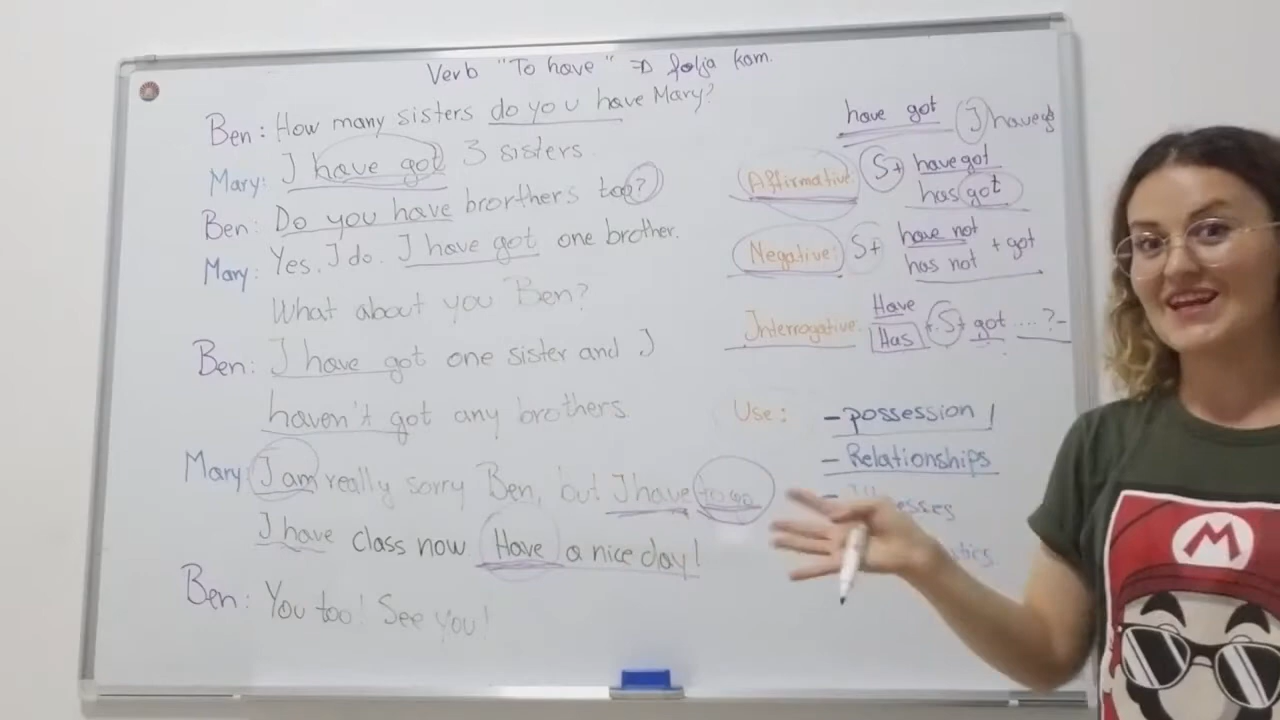 Verb "To have" => folja kam.
Ben: How many sisters do you have Mary?
Mary: I have got 3 sisters.
Ben: Do you have brorthers too?
Mary: Yes. I do. I have got one brother.
What about you Ben?
Ben: I have got one sister and I
haven't got any brothers
Mary I am really sorry Ben, but I have to go
I have class now Have a nice day!
Ben: You too! See you!
have got I have
Affirmative: S+ have got
has got
Negative: S+ have not + got
has not
Interrogative: Have
Has + S+ got ....?
Use: - possession
- Relationships
M